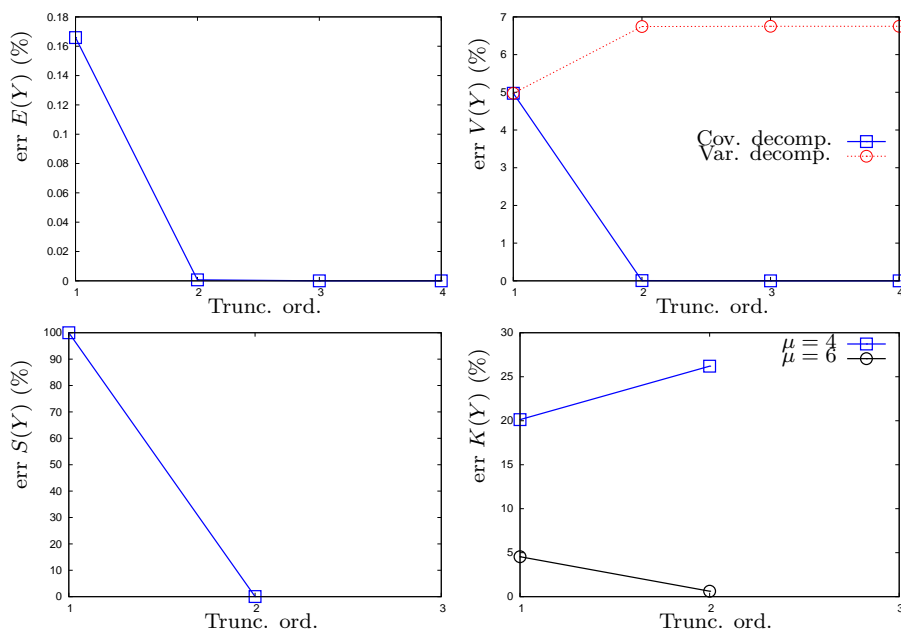 err E(Y) (%)
0.18
0.16
0.14
0.12
0.1
0.08
0.06
0.04
0.02
0
1 2 3 4
Trunc. ord.
err V(Y) (%)
7
6
5
4
3
2
1
0
Cov. decomp.
Var. decomp.
1 2 3 4
Trunc. ord.
err S(Y) (%)
100
90
80
70
60
50
40
30
20
10
0
1 2 3
Trunc. ord.
err K(Y) (%)
30
25
20
15
10
5
0
μ = 4
μ = 6
1 2 3
Trunc. ord.